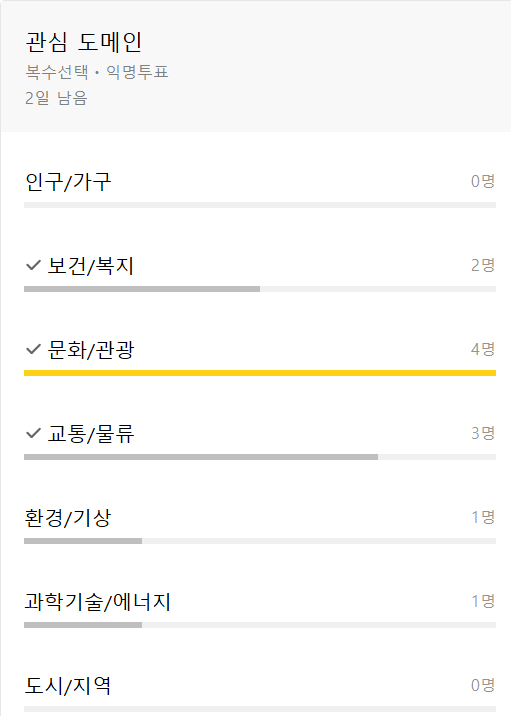 관심 도메인
복수선택 · 익명투표
2일 남음
인구/가구 0명
보건/복지 2명
문화/관광 4명
교통/물류 3명
환경/기상 1명
과학기술/에너지 1명
도시/지역 0명